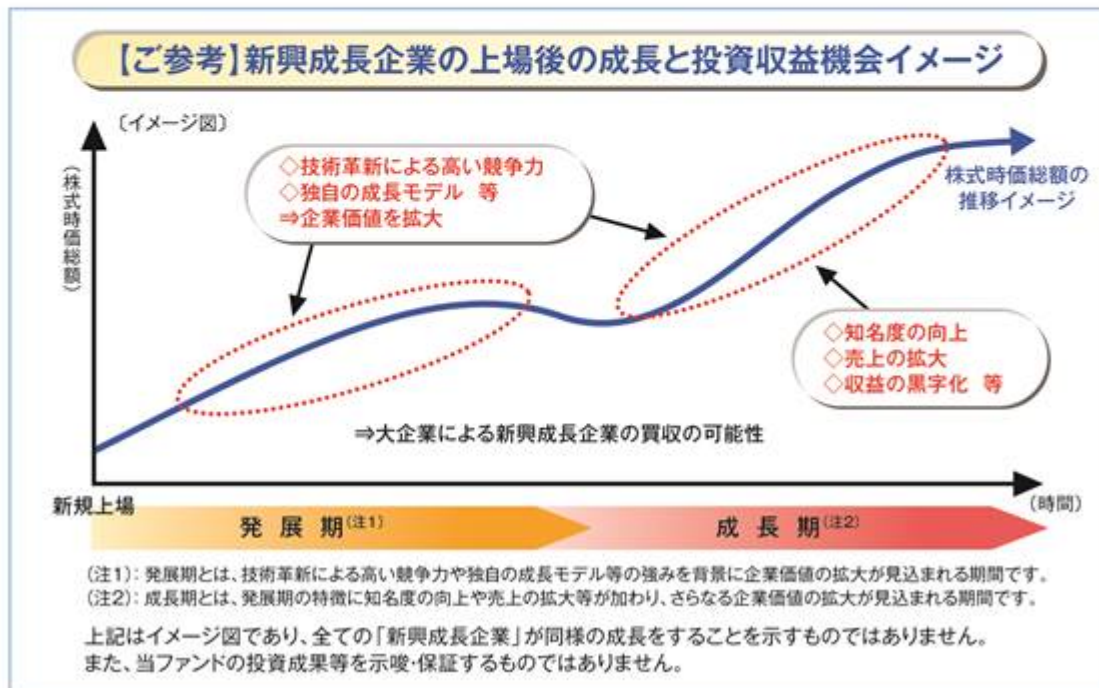 【ご参考】新興成長企業の上場後の成長と投資収益機会イメージ
〔イメージ図〕
（株式時価総額）
◇技術革新による高い競争力
◇独自の成長モデル 等
⇒企業価値を拡大
株式時価総額の
推移イメージ
◇知名度の向上
◇売上の拡大
◇収益の黒字化 等
⇒大企業による新興成長企業の買収の可能性
新規上場
（時間）
発展期(注1)
成長期(注2)
(注1)：発展期とは、技術革新による高い競争力や独自の成長モデル等の強みを背景に企業価値の拡大が見込まれる期間です。
(注2)：成長期とは、発展期の特徴に知名度の向上や売上の拡大等が加わり、さらなる企業価値の拡大が見込まれる期間です。
上記はイメージ図であり、全ての「新興成長企業」が同様の成長をすることを示すものではありません。
また、当ファンドの投資成果等を示唆・保証するものではありません。